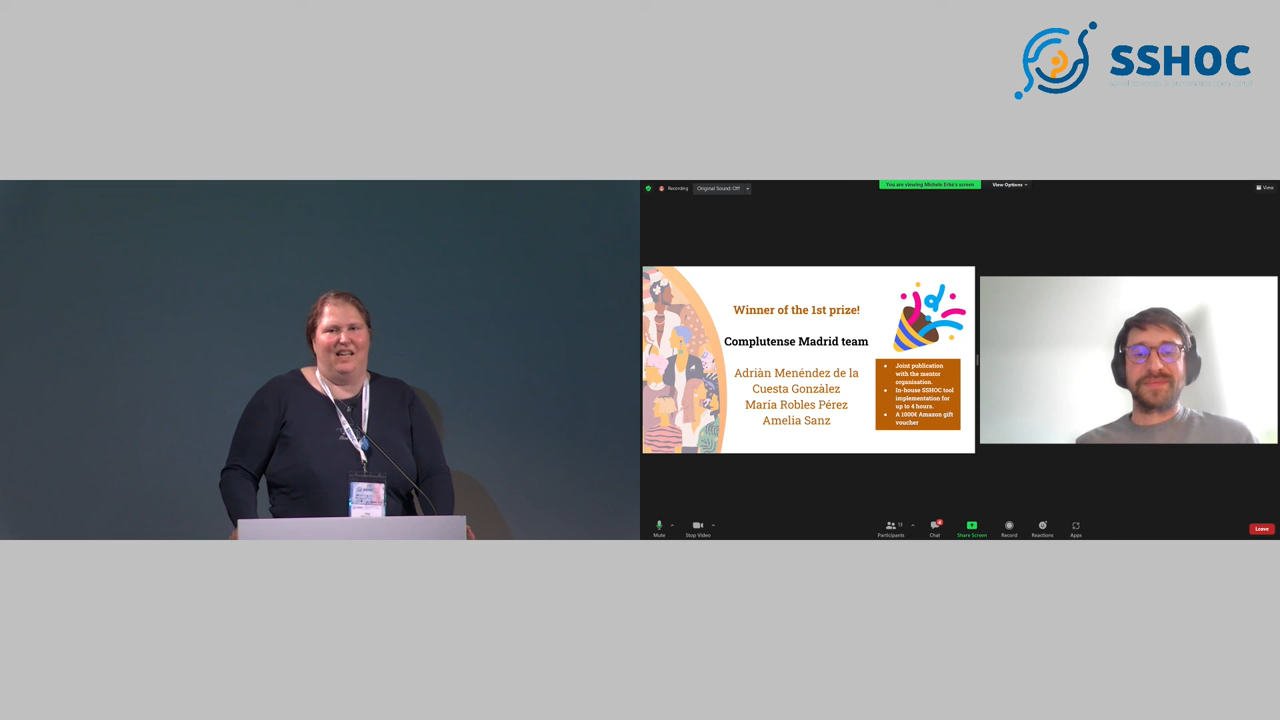 SSHOC
Recording
Original Sound: Off
You are viewing Michele Erba's screen
View Options
View
Winner of the 1st prize!
Complutense Madrid team
Adriàn Menéndez de la
Cuesta Gonzàlez
María Robles Pérez
Amelia Sanz
• Joint publication
with the mentor
organisation.
• In-house SSHOC tool
implementation for
up to 4 hours.
• A 1000€ Amazon gift
voucher
SSHOC
Mute
Stop Video
Participants
Chat
Share Screen
Record
Reactions
Apps
Leave